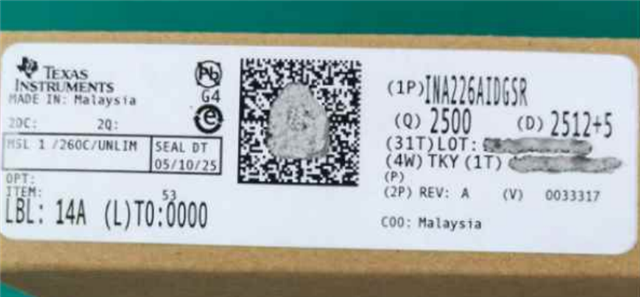 TEXAS
INSTRUMENTS
MADE IN: Malaysia
2DC: 2Q:
MSL 1 /260C/UNLIM
SEAL DT
05/10/25
OPT:
ITEM: 53
LBL: 14A (L)T0:0000
Pb
G4
e
(1P)INA226AIDGSR
(Q) 2500 (D) 2512+5
(31T)LOT:
(4W) TKY (1T)
(P)
(2P) REV: A (V) 0033317
COO: Malaysia